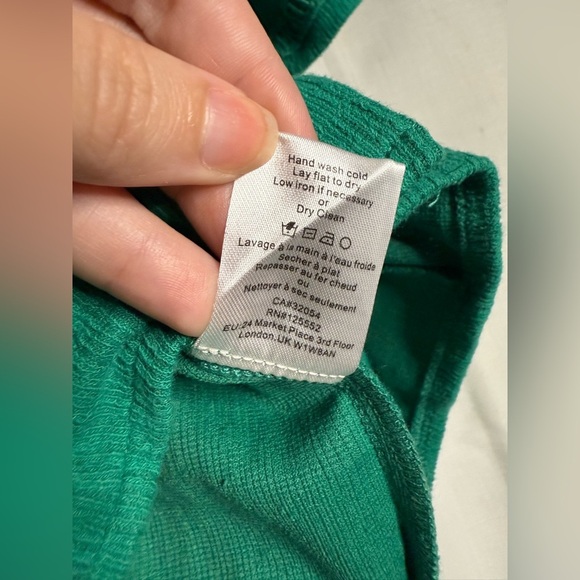 Hand wash cold
Lay flat to dry
Low iron if necessary
or
Dry Clean
Lavage à la main à l'eau froide
Secher à plat
Repasser au fer chaud
ou
Nettoyer à sec seulement
CA#32054
RN#125552
EU:24 Market Place 3rd Floor
London.UK W1W8AN